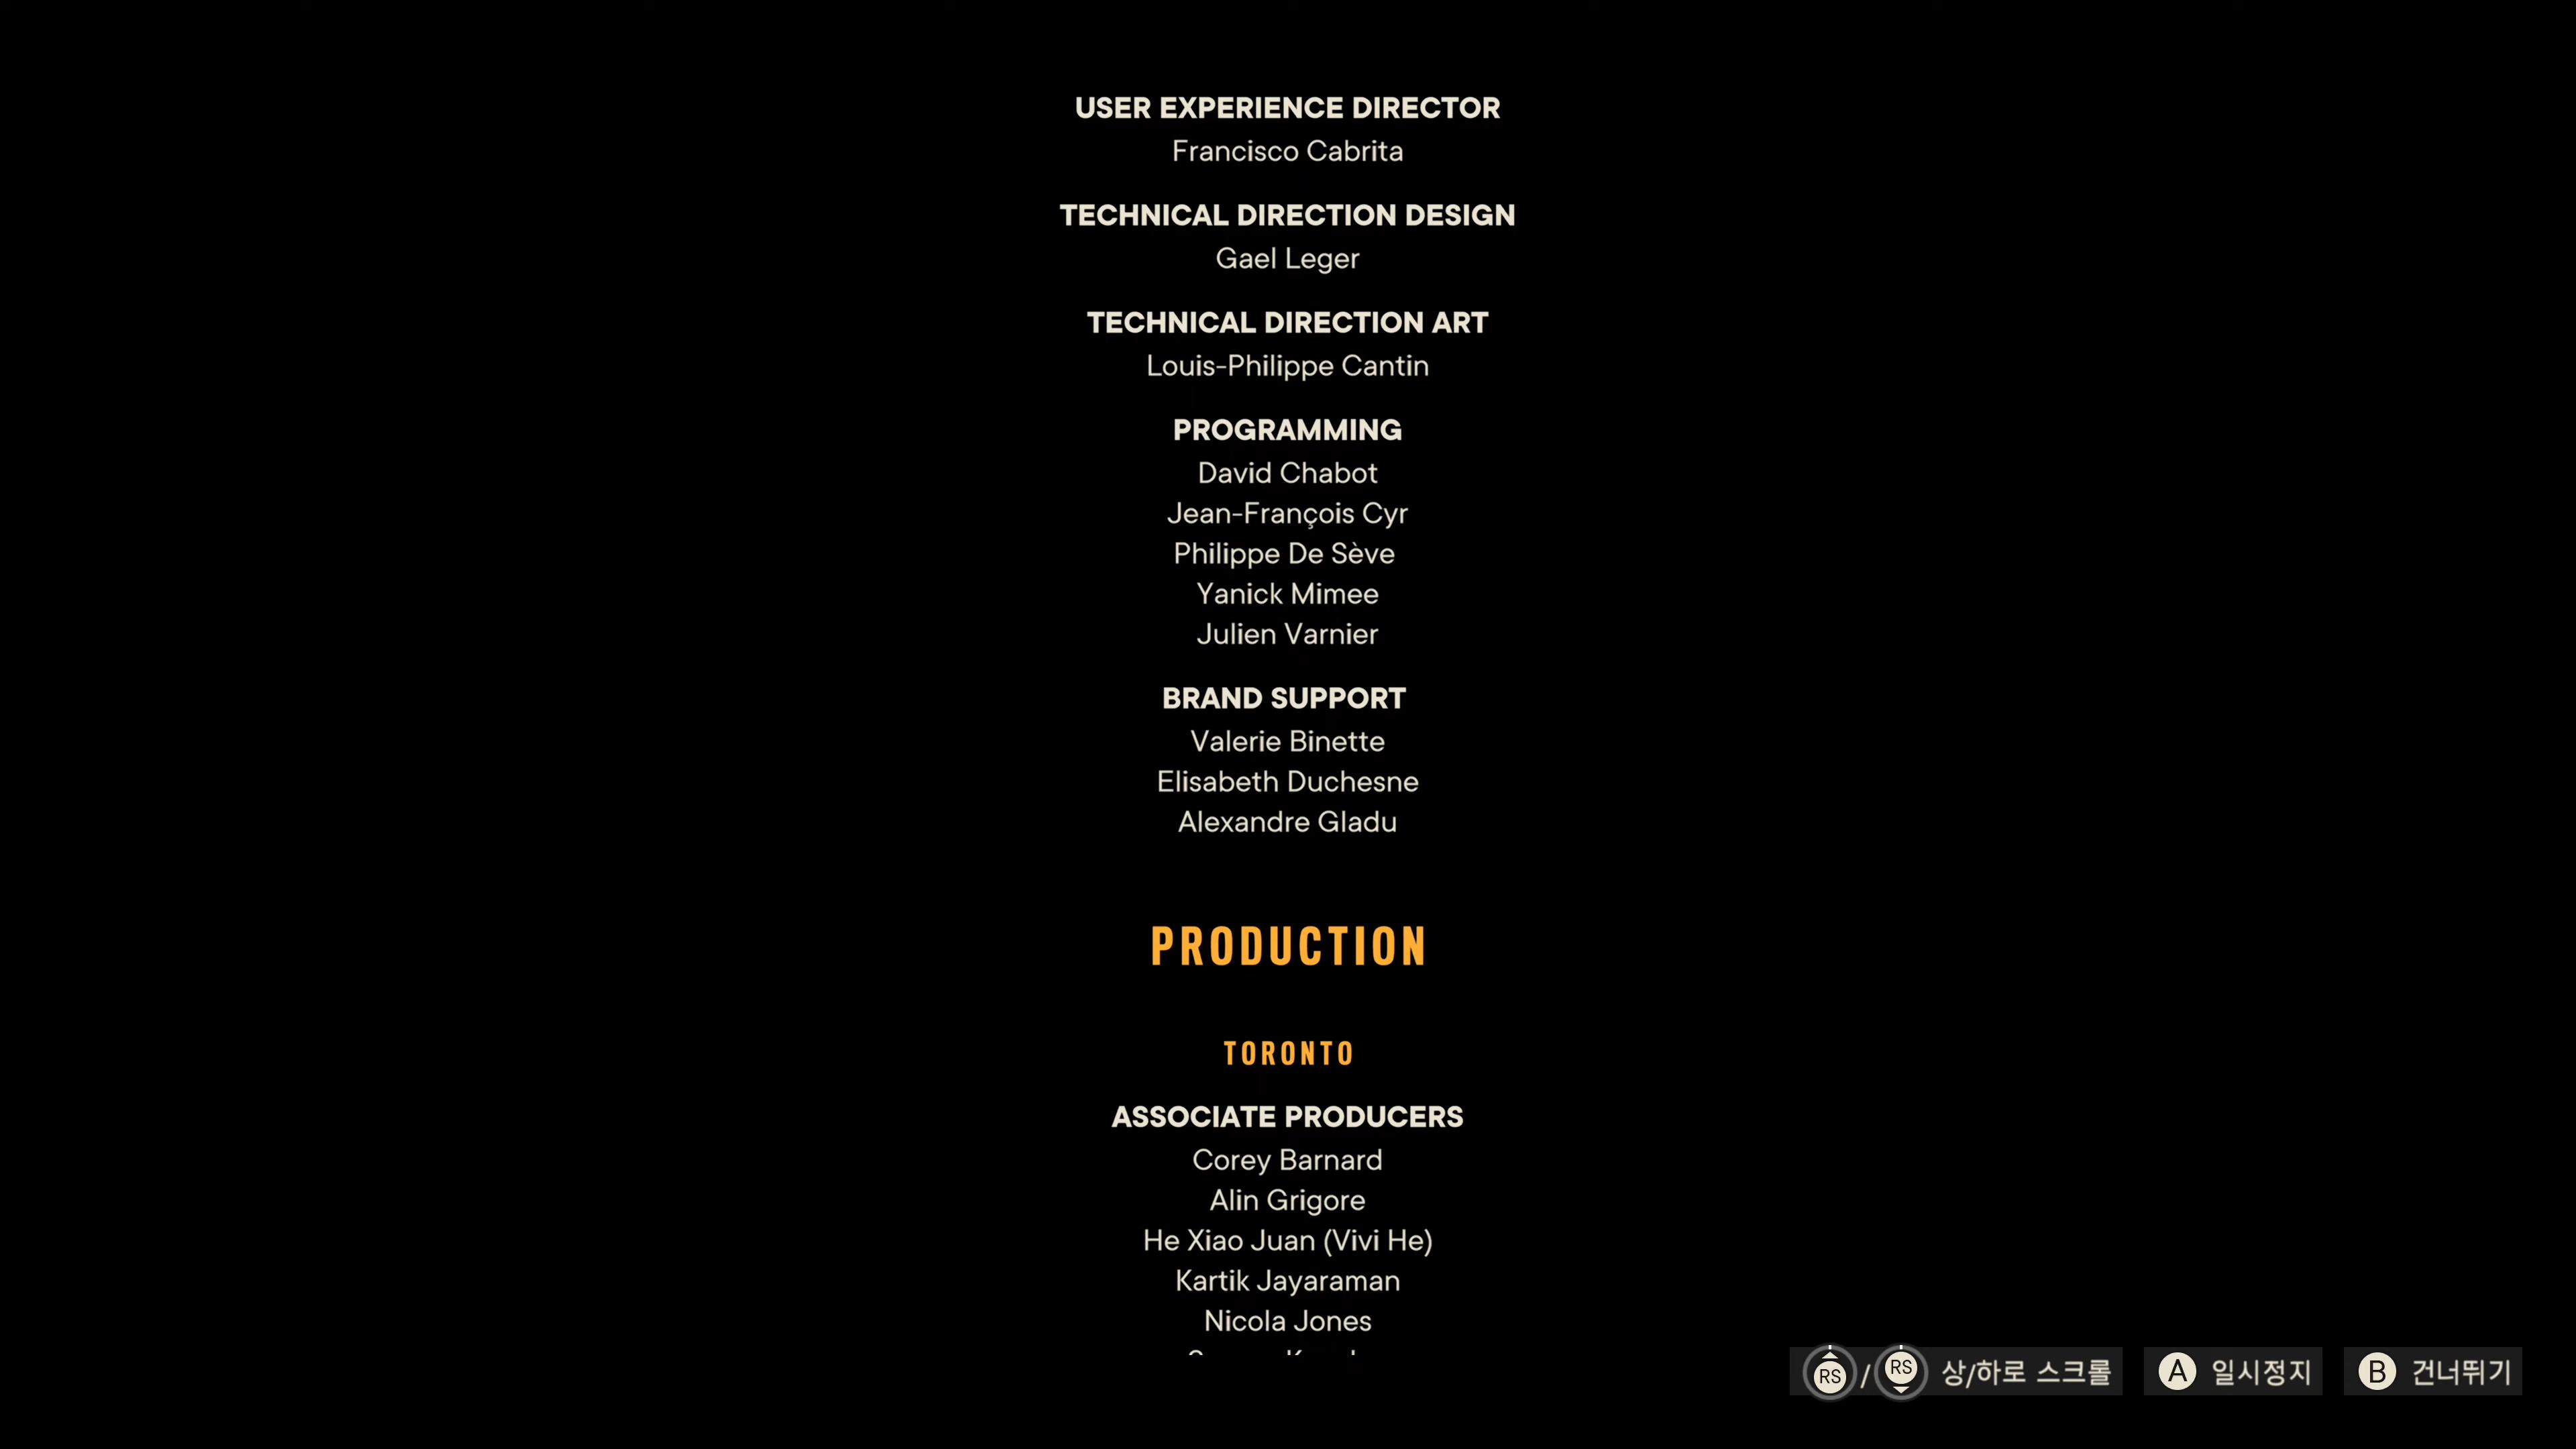 USER EXPERIENCE DIRECTOR
Francisco Cabrita
TECHNICAL DIRECTION DESIGN
Gael Leger
TECHNICAL DIRECTION ART
Louis-Philippe Cantin
PROGRAMMING
David Chabot
Jean-François Cyr
Philippe De Sève
Yanick Mimee
Julien Varnier
BRAND SUPPORT
Valerie Binette
Elisabeth Duchesne
Alexandre Gladu
PRODUCTION
TORONTO
ASSOCIATE PRODUCERS
Corey Barnard
Alin Grigore
He Xiao Juan (Vivi He)
Kartik Jayaraman
Nicola Jones
RS / RS 상/하로 스크롤 A 일시정지 B 건너뛰기